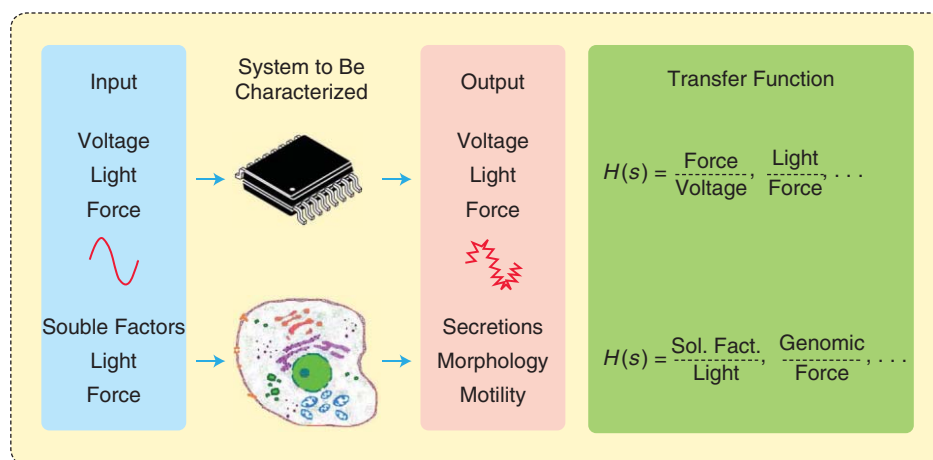 Input
System to Be
Characterized
Output
Transfer Function
Voltage
Light
Force
Voltage
Light
Force
H(s) = Force/Voltage, Light/Force, . . .
Souble Factors
Light
Force
Secretions
Morphology
Motility
H(s) = Sol. Fact./Light, Genomic/Force, . . .